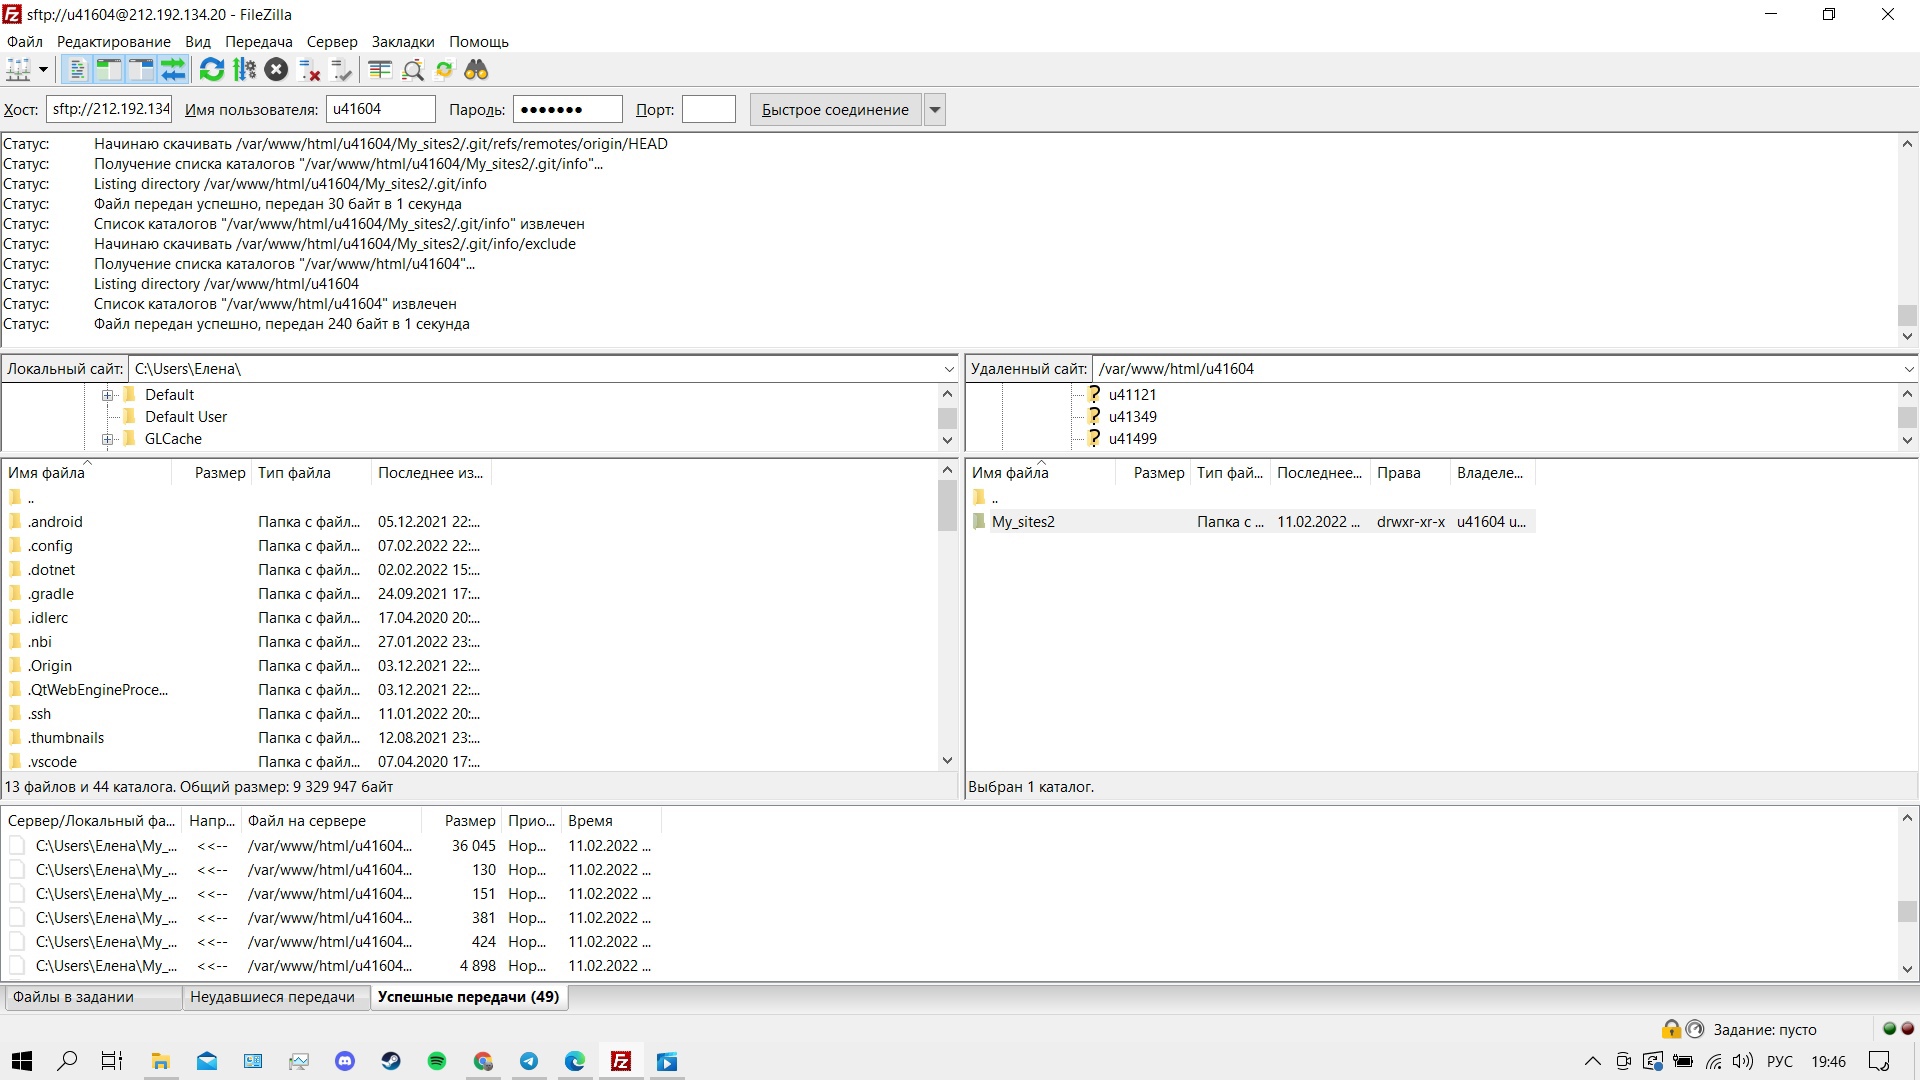 sftp://u41604@212.192.134.20 - FileZilla
Файл Редактирование Вид Передача Сервер Закладки Помощь
Хост: sftp://212.192.134 Имя пользователя: u41604 Пароль: ●●●●●●● Порт: Быстрое соединение
Статус: Начинаю скачивать /var/www/html/u41604/My_sites2/.git/refs/remotes/origin/HEAD
Статус: Получение списка каталогов "/var/www/html/u41604/My_sites2/.git/info"...
Статус: Listing directory /var/www/html/u41604/My_sites2/.git/info
Статус: Файл передан успешно, передан 30 байт в 1 секунда
Статус: Список каталогов "/var/www/html/u41604/My_sites2/.git/info" извлечен
Статус: Начинаю скачивать /var/www/html/u41604/My_sites2/.git/info/exclude
Статус: Получение списка каталогов "/var/www/html/u41604"...
Статус: Listing directory /var/www/html/u41604
Статус: Список каталогов "/var/www/html/u41604" извлечен
Статус: Файл передан успешно, передан 240 байт в 1 секунда
Локальный сайт: C:\Users\Елена\
Default
Default User
GLCache
Имя файла Размер Тип файла Последнее из...
..
.android Папка с файл... 05.12.2021 22:...
.config Папка с файл... 07.02.2022 22:...
.dotnet Папка с файл... 02.02.2022 15:...
.gradle Папка с файл... 24.09.2021 17:...
.idlerc Папка с файл... 17.04.2020 20:...
.nbi Папка с файл... 27.01.2022 23:...
.Origin Папка с файл... 03.12.2021 22:...
.QtWebEngineProce... Папка с файл... 03.12.2021 22:...
.ssh Папка с файл... 11.01.2022 20:...
.thumbnails Папка с файл... 12.08.2021 23:...
.vscode Папка с файл... 07.04.2020 17:...
13 файлов и 44 каталога. Общий размер: 9 329 947 байт
Удаленный сайт: /var/www/html/u41604
u41121
u41349
u41499
Имя файла Размер Тип фай... Последнее... Права Владеле...
..
My_sites2 Папка с ... 11.02.2022 ... drwxr-xr-x u41604 u...
Выбран 1 каталог.
Сервер/Локальный фа... Напр... Файл на сервере Размер Прио... Время
C:\Users\Елена\My_... <<-- /var/www/html/u41604... 36 045 Нор... 11.02.2022 ...
C:\Users\Елена\My_... <<-- /var/www/html/u41604... 130 Нор... 11.02.2022 ...
C:\Users\Елена\My_... <<-- /var/www/html/u41604... 151 Нор... 11.02.2022 ...
C:\Users\Елена\My_... <<-- /var/www/html/u41604... 381 Нор... 11.02.2022 ...
C:\Users\Елена\My_... <<-- /var/www/html/u41604... 424 Нор... 11.02.2022 ...
C:\Users\Елена\My_... <<-- /var/www/html/u41604... 4 898 Нор... 11.02.2022 ...
Файлы в задании Неудавшиеся передачи Успешные передачи (49)
Задание: пусто
РУС 19:46